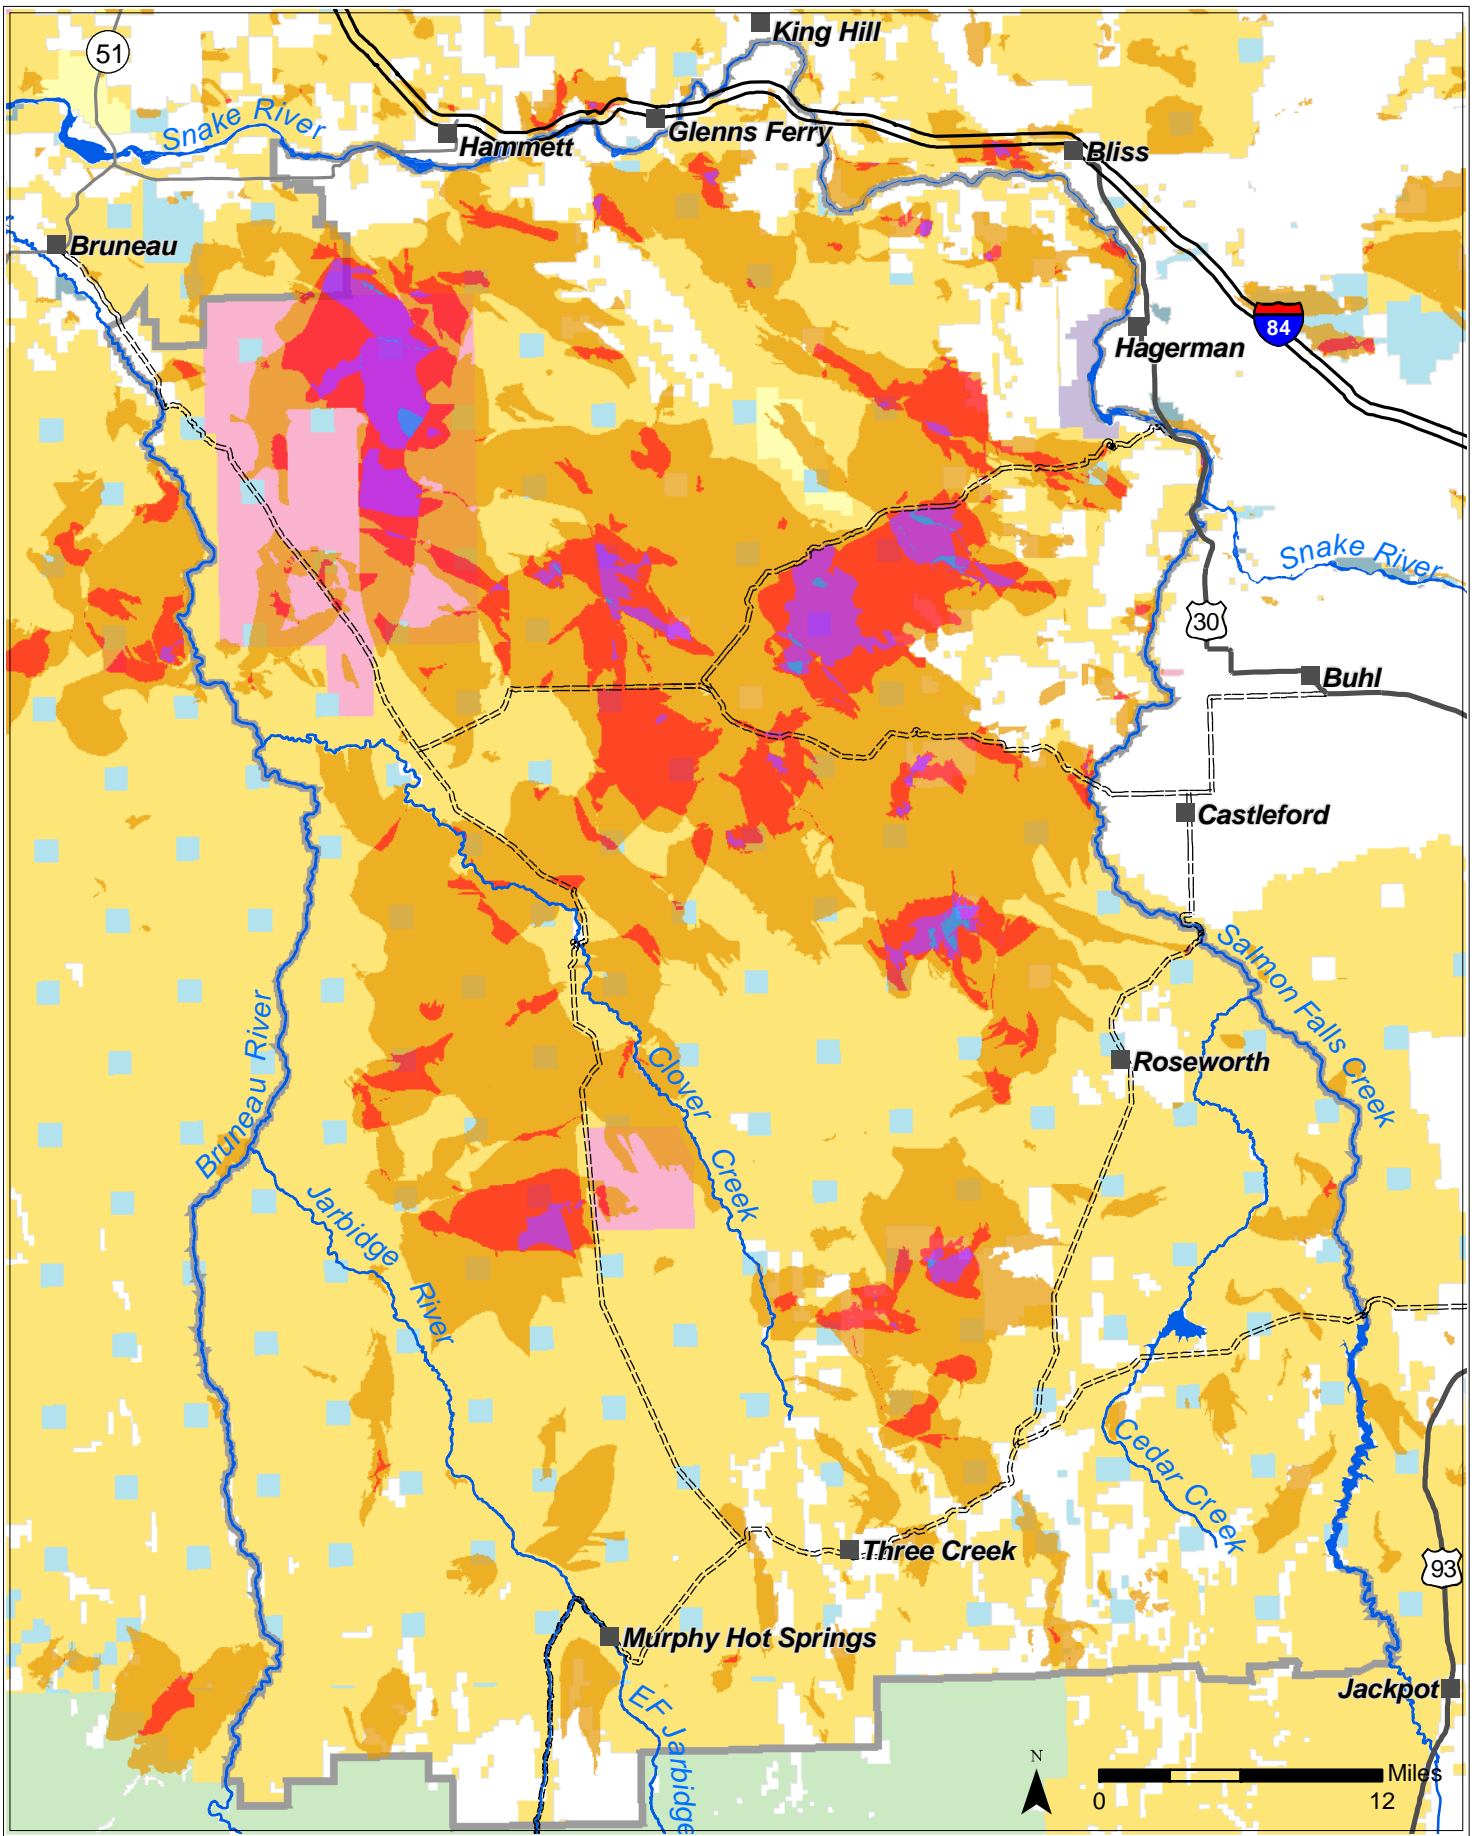 King Hill
51
Snake River
Hammett
Glenns Ferry
Bliss
Bruneau
84
Hagerman
Snake River
30
Buhl
Castleford
Salmon Falls Creek
Bruneau River
Clover Creek
Roseworth
Jarbidge River
Cedar Creek
Three Creek
93
Murphy Hot Springs
EF Jarbidge
Jackpot
N
Miles
0 12